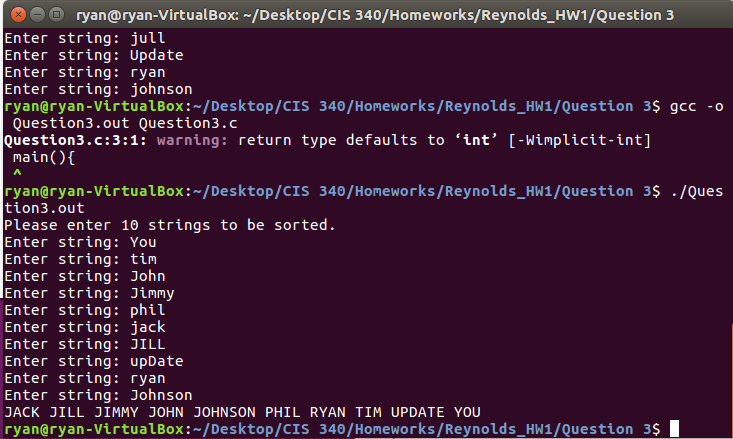 ryan@ryan-VirtualBox: ~/Desktop/CIS 340/Homeworks/Reynolds_HW1/Question 3
Enter string: jull
Enter string: Update
Enter string: ryan
Enter string: johnson
ryan@ryan-VirtualBox:~/Desktop/CIS 340/Homeworks/Reynolds_HW1/Question 3$ gcc -o
 Question3.out Question3.c
Question3.c:3:1: warning: return type defaults to ‘int’ [-Wimplicit-int]
 main(){
 ^
ryan@ryan-VirtualBox:~/Desktop/CIS 340/Homeworks/Reynolds_HW1/Question 3$ ./Ques
tion3.out
Please enter 10 strings to be sorted.
Enter string: You
Enter string: tim
Enter string: John
Enter string: Jimmy
Enter string: phil
Enter string: jack
Enter string: JILL
Enter string: upDate
Enter string: ryan
Enter string: Johnson
JACK JILL JIMMY JOHN JOHNSON PHIL RYAN TIM UPDATE YOU
ryan@ryan-VirtualBox:~/Desktop/CIS 340/Homeworks/Reynolds_HW1/Question 3$